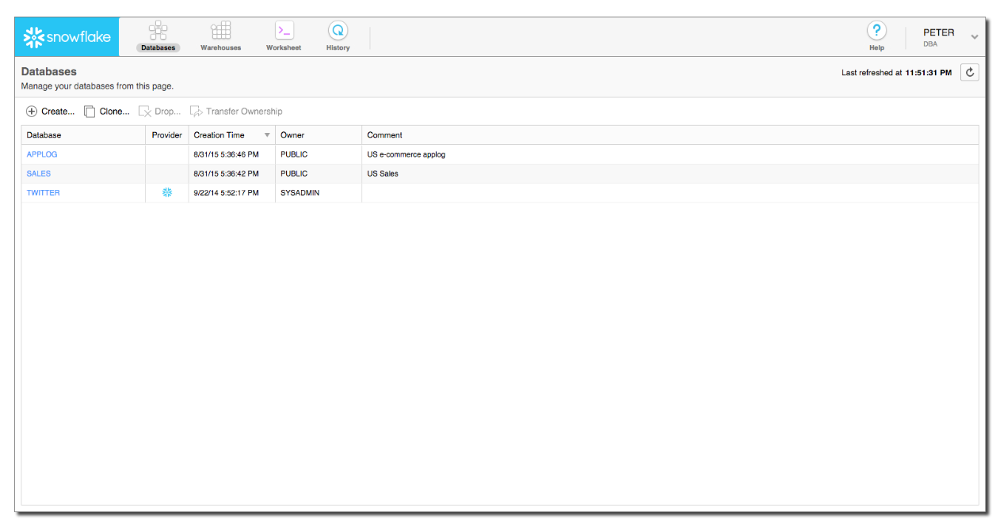 snowflake
Databases Warehouses Worksheet History Help PETER DBA
Databases
Manage your databases from this page.
Last refreshed at 11:51:31 PM
Create... Clone... Drop... Transfer Ownership
Database Provider Creation Time Owner Comment
APPLOG 8/31/15 5:36:46 PM PUBLIC US e-commerce applog
SALES 8/31/15 5:36:42 PM PUBLIC US Sales
TWITTER 9/22/14 5:52:17 PM SYSADMIN